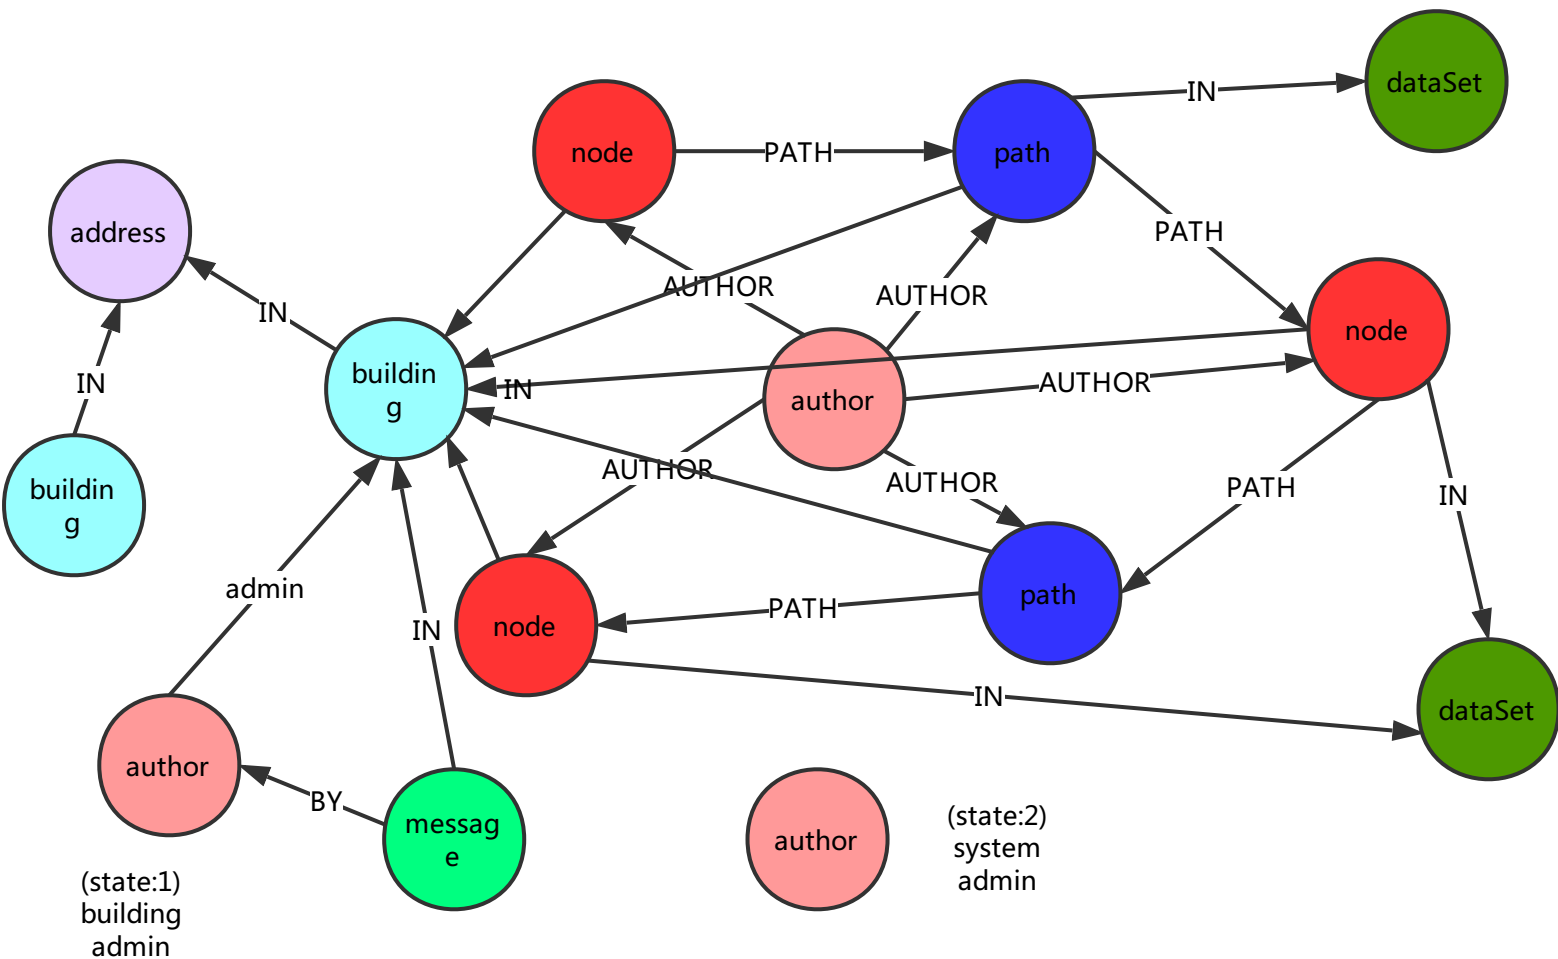 dataSet
IN
node
PATH
path
address
PATH
IN
AUTHOR
AUTHOR
node
buildin
g
IN
author
AUTHOR
IN
buildin
g
AUTHOR
AUTHOR
PATH
IN
admin
IN
node
PATH
path
IN
dataSet
author
BY
messag
e
author
(state:2)
system
admin
(state:1)
building
admin